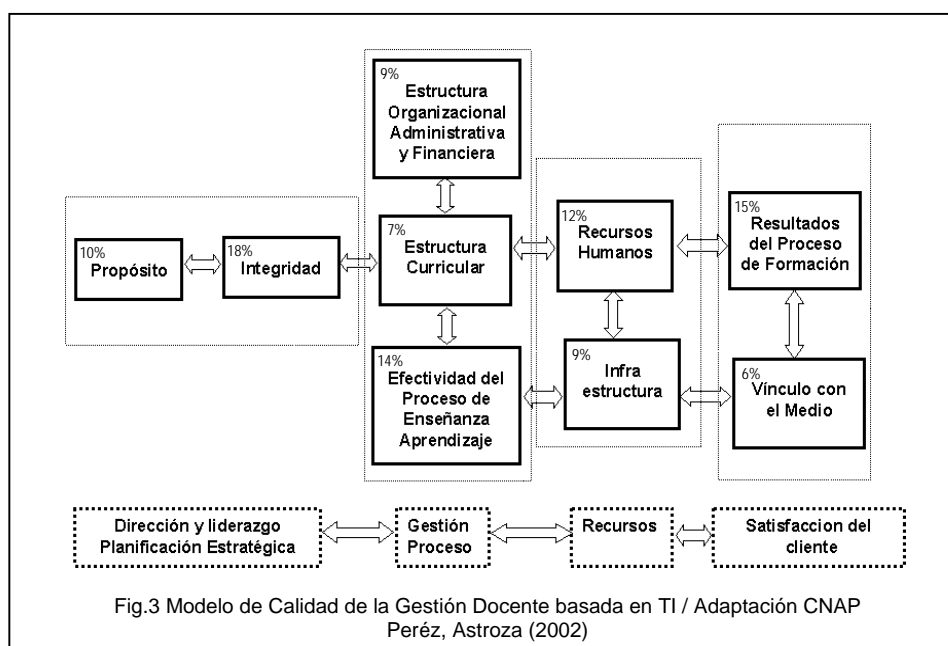 9%
Estructura
Organizacional
Administrativa
y Financiera
10%
Propósito
18%
Integridad
7%
Estructura
Curricular
12%
Recursos
Humanos
15%
Resultados
del Proceso
de Formación
14%
Efectividad del
Proceso de
Enseñanza
Aprendizaje
9%
Infra
estructura
6%
Vínculo con
el Medio
Dirección y liderazgo
Planificación Estratégica
Gestión
Proceso
Recursos
Satisfaccion del
cliente
Fig.3 Modelo de Calidad de la Gestión Docente basada en TI / Adaptación CNAP
Peréz, Astroza (2002)